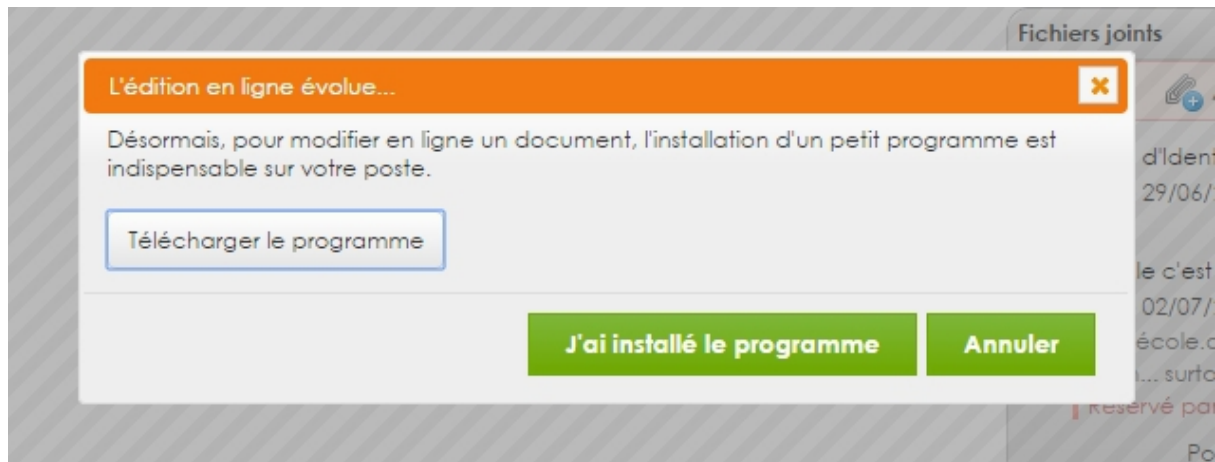 Fichiers joints
L'édition en ligne évolue...
Désormais, pour modifier en ligne un document, l'installation d'un petit programme est
indispensable sur votre poste.
d'Iden
29/06/
Télécharger le programme
le c'est
02/07/
J'ai installé le programme
Annuler
école.
... surto
Réservé par
Po